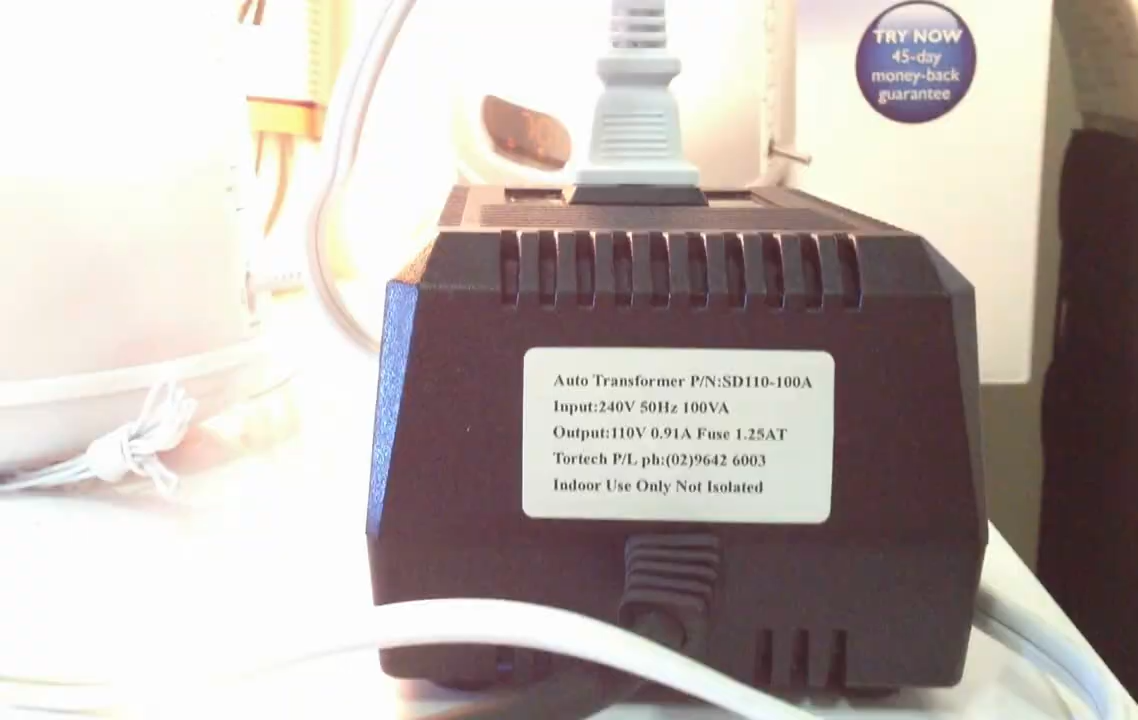 TRY NOW
45-day
money-back
guarantee
Auto Transformer P/N:SD110-100A
Input:240V 50Hz 100VA
Output:110V 0.91A Fuse 1.25AT
Tortech P/L ph:(02)9642 6003
Indoor Use Only Not Isolated